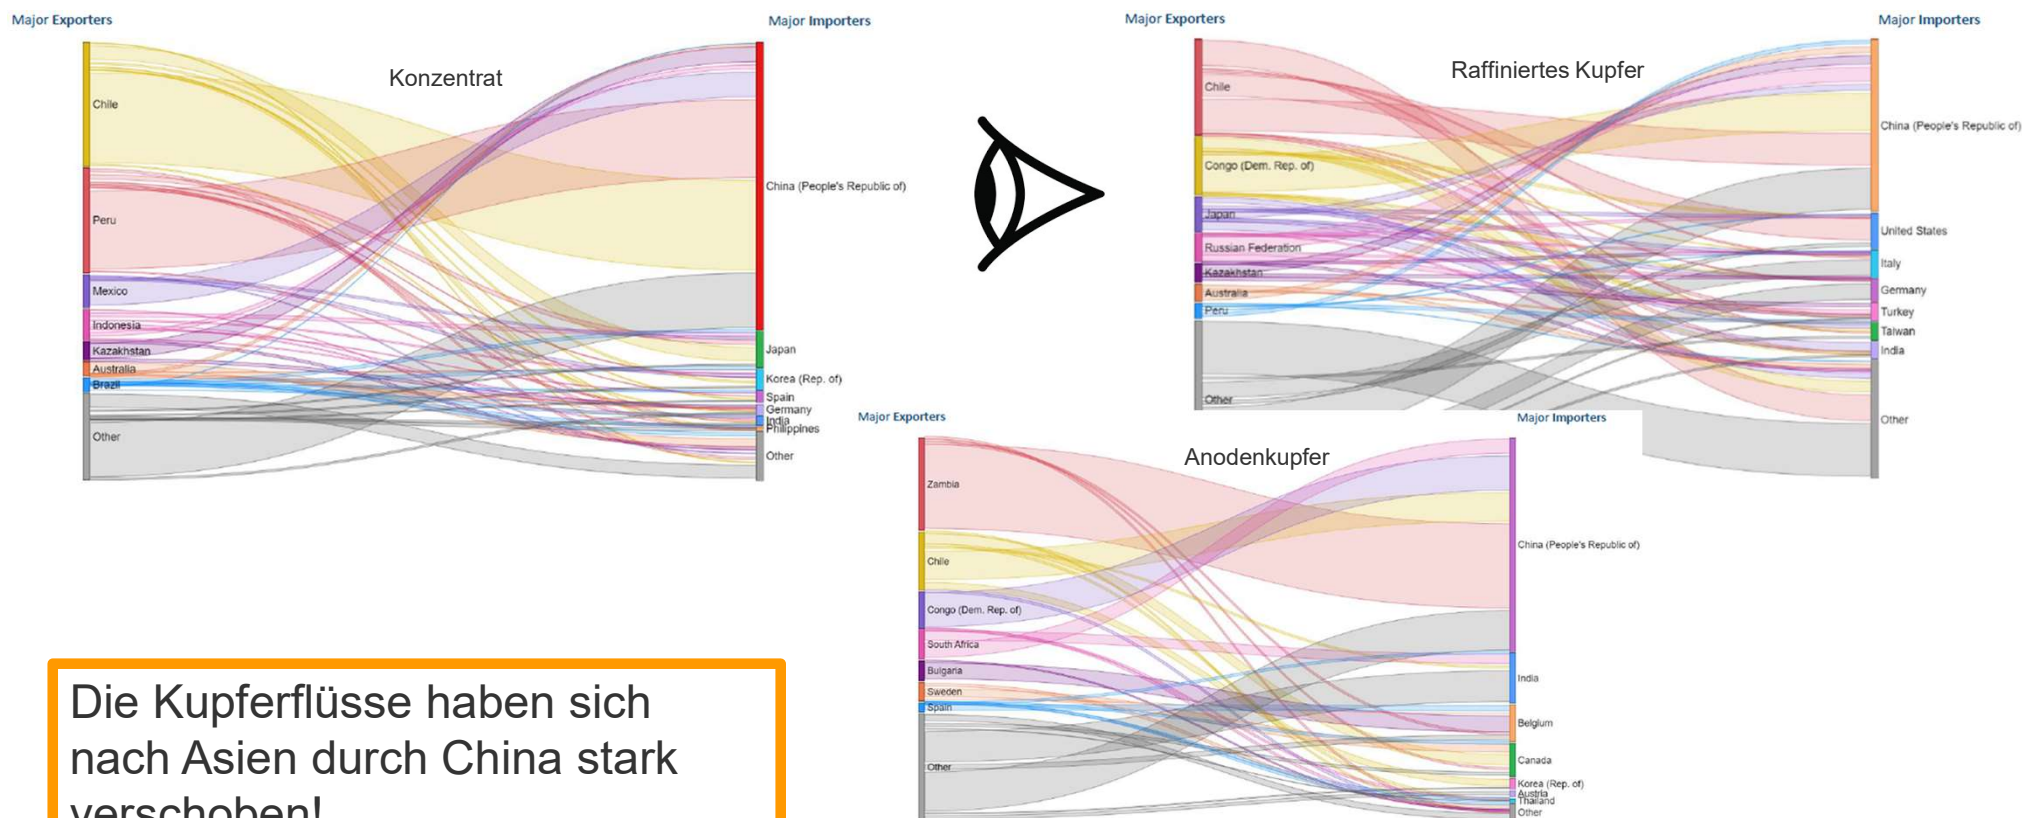 Major Exporters
Major Importers
Konzentrat
Chile
Peru
Mexico
Indonesia
Kazakhstan
Australia
Brazil
Other
China (People's Republic of)
Japan
Korea (Rep. of)
Spain
Germany
India
Philippines
Other
Major Exporters
Major Importers
Raffiniertes Kupfer
Chile
Congo (Dem. Rep. of)
Japan
Russian Federation
Kazakhstan
Australia
Peru
Other
China (People's Republic of)
United States
Italy
Germany
Turkey
Taiwan
India
Other
Major Exporters
Major Importers
Anodenkupfer
Zambia
Chile
Congo (Dem. Rep. of)
South Africa
Bulgaria
Sweden
Spain
Other
China (People's Republic of)
India
Belgium
Canada
Korea (Rep. of)
Austria
Thailand
Other
Die Kupferflüsse haben sich
nach Asien durch China stark
verschoben!